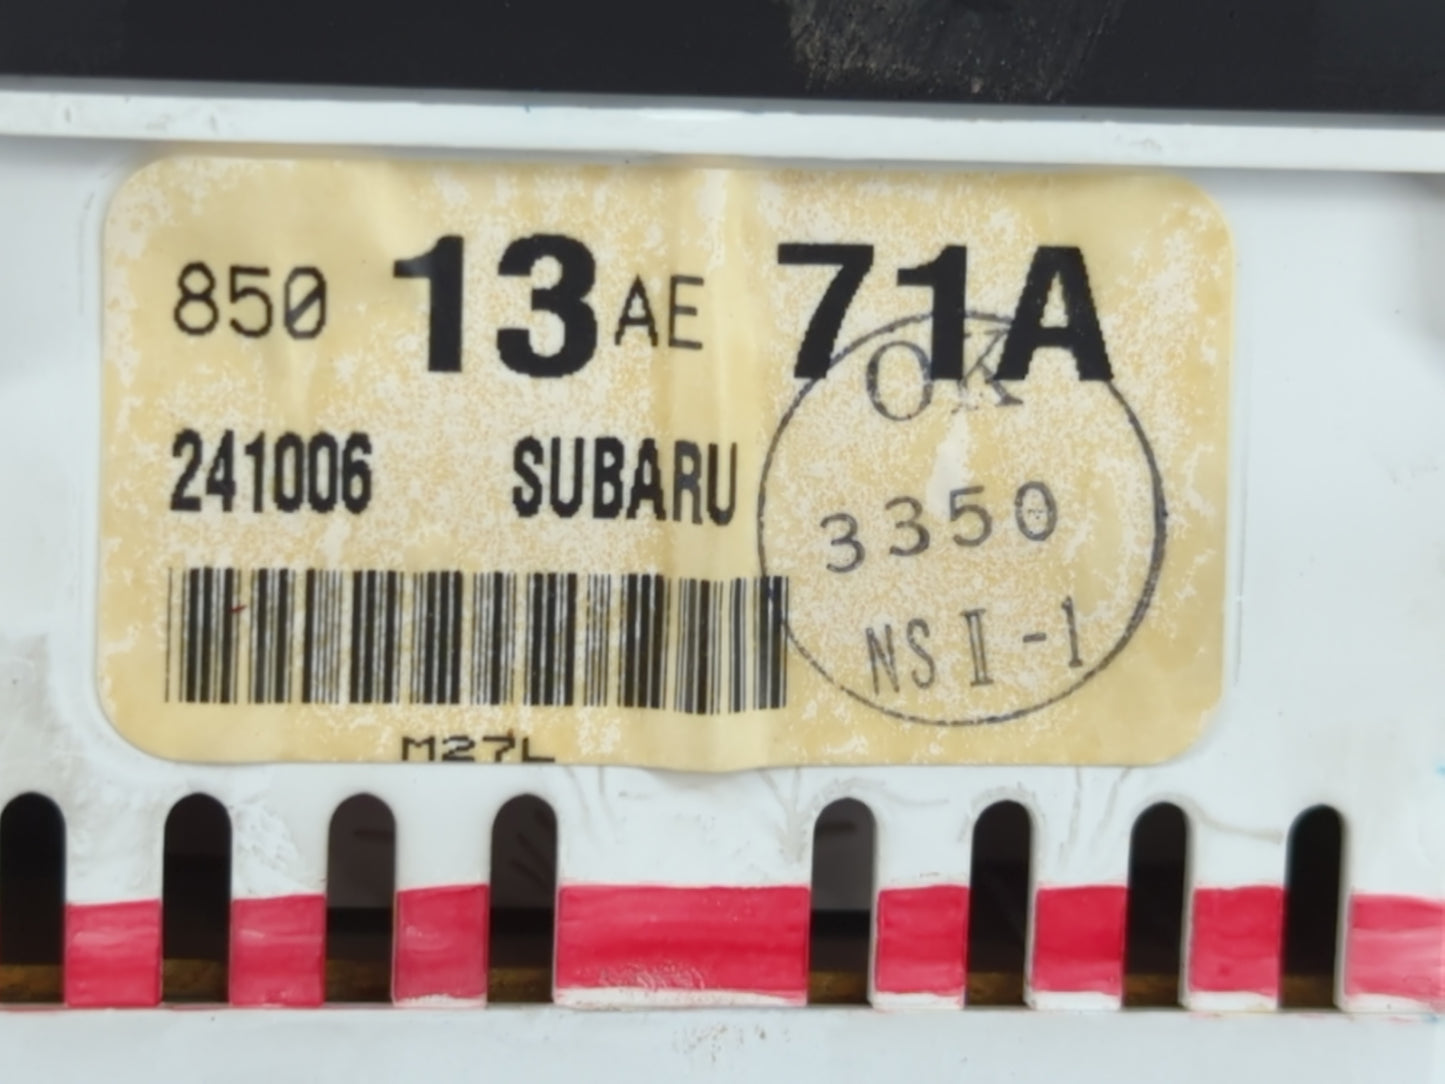 850 13 AE 71A
241006 SUBARU
OK
3350
NS II -1
M27L